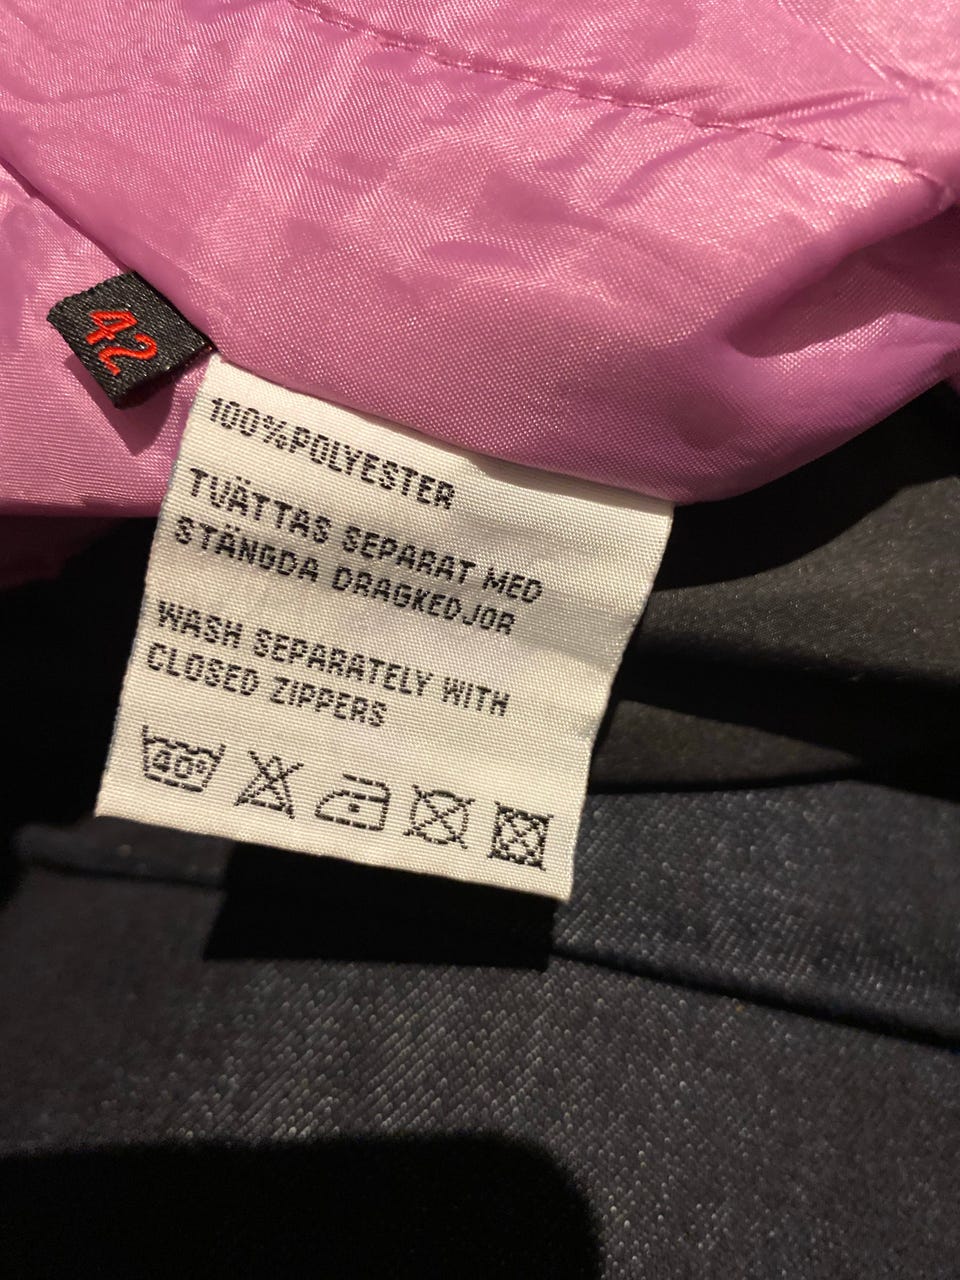 42
100%POLYESTER
TVÄTTAS SEPARAT MED
STÄNGDA DRAGKEDJOR
WASH SEPARATELY WITH
CLOSED ZIPPERS
40°